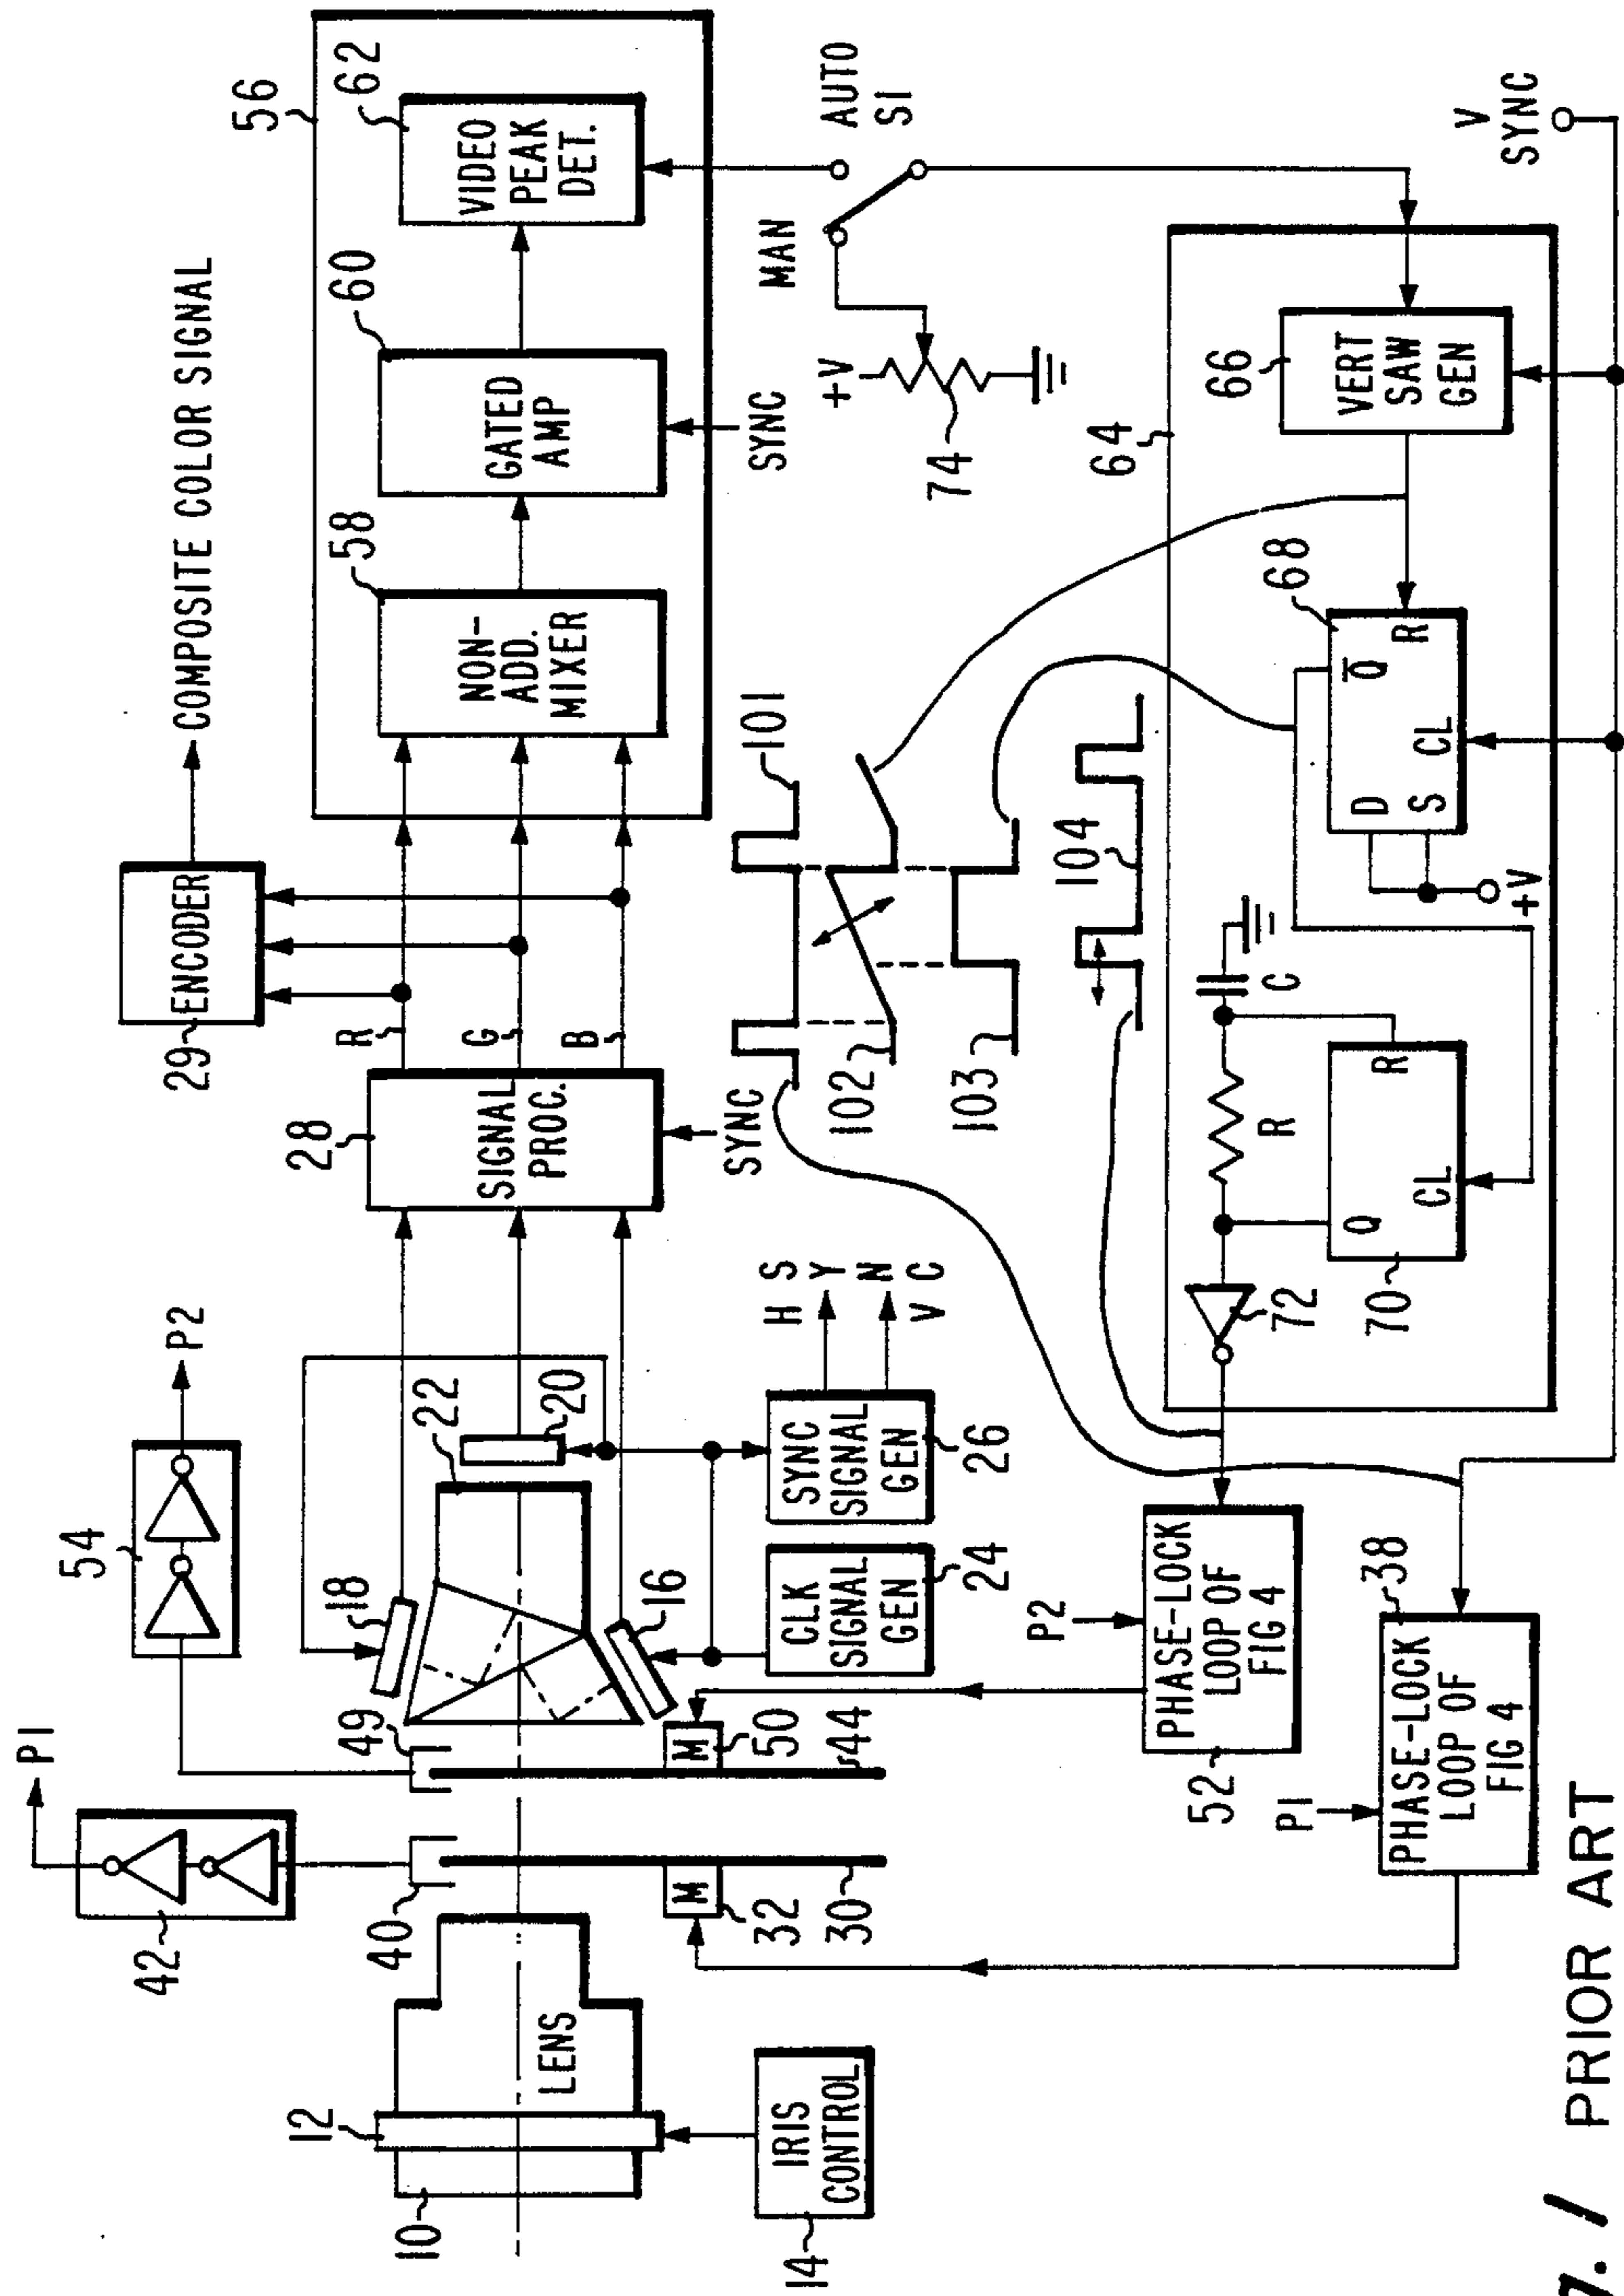 COMPOSITE COLOR SIGNAL
P1
42
40
54
P2
49
18
22
20
16
29
ENCODER
28
SIGNAL
PROC.
SYNC
R
G
B
56
58
NON-
ADD.
MIXER
60
GATED
AMP
SYNC
62
VIDEO
PEAK
DET.
12
10
LENS
14
IRIS
CONTROL
M
32
30
M
50
44
CLK
SIGNAL
GEN
24
SYNC
SIGNAL
GEN
26
H S
Y
N
V C
101
102
103
104
MAN
AUTO
S1
+V
74
P2
PHASE-LOCK
LOOP OF
FIG 4
52
P1
PHASE-LOCK
LOOP OF
FIG 4
38
64
72
R
C
Q
R
CL
70
68
D
S
Q̅
R
CL
+V
66
VERT
SAW
GEN
V
SYNC
PRIOR ART